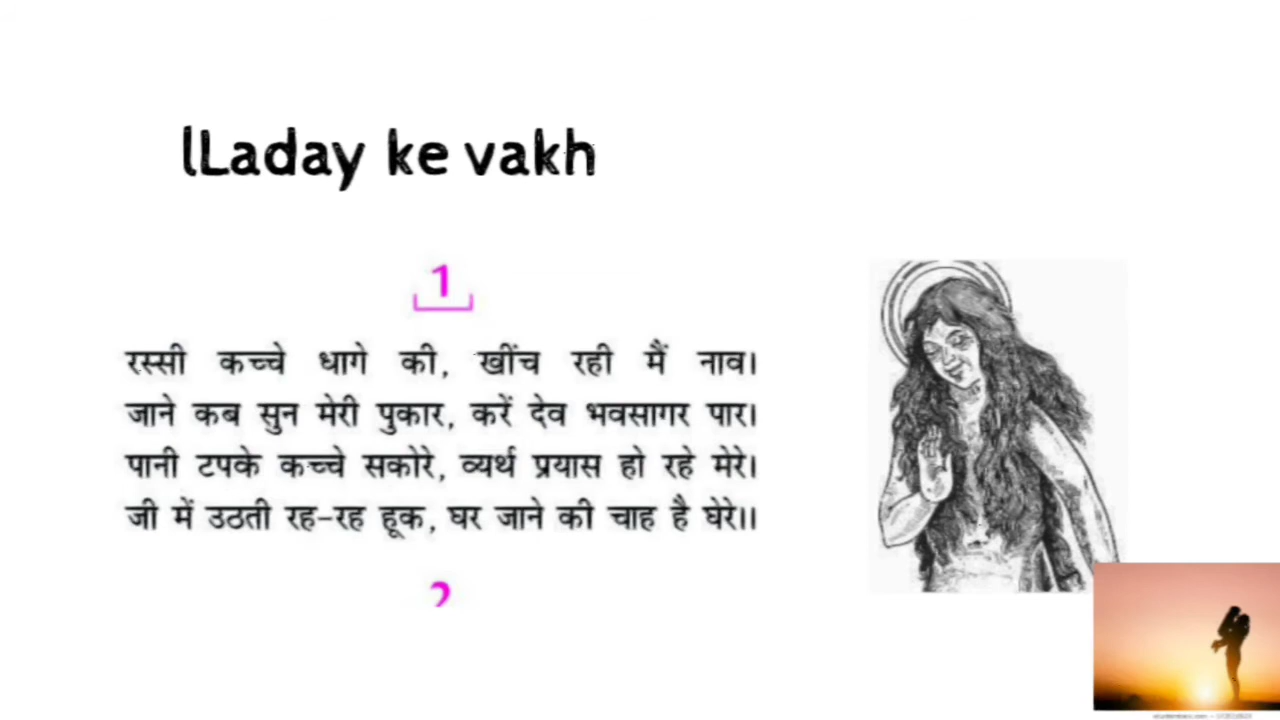 lLaday ke vakh
1
रस्सी कच्चे धागे की, खींच रही मैं नाव।
जाने कब सुन मेरी पुकार, करें देव भवसागर पार।
पानी टपके कच्चे सकोरे, व्यर्थ प्रयास हो रहे मेरे।
जी में उठती रह-रह हूक, घर जाने की चाह है घेरे।।
2